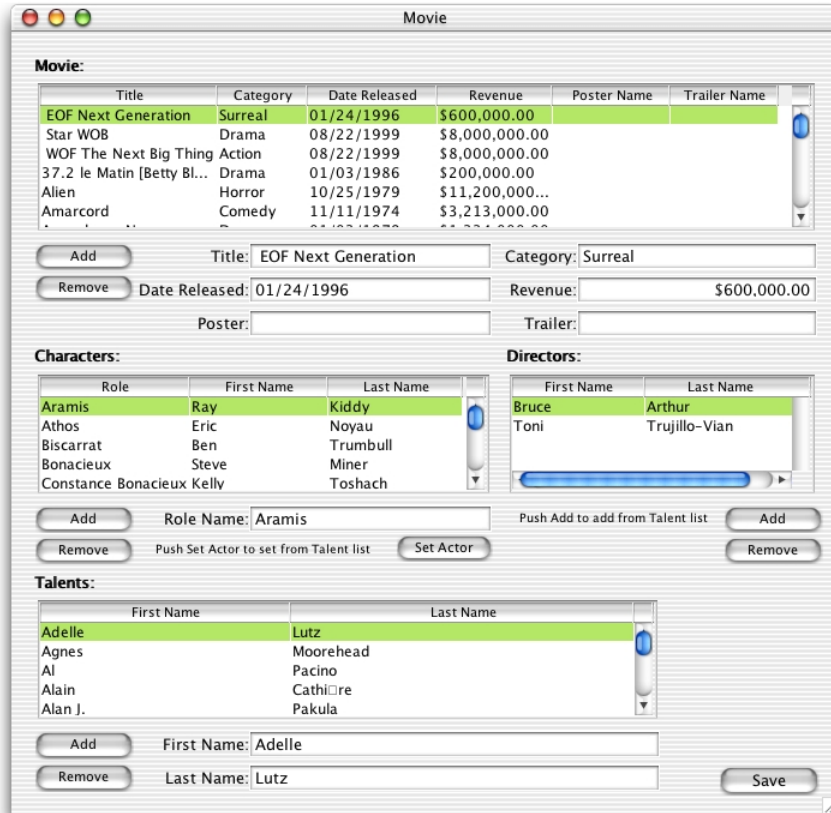 Movie
Movie:
Title Category Date Released Revenue Poster Name Trailer Name
EOF Next Generation Surreal 01/24/1996 $600,000.00
Star WOB Drama 08/22/1999 $8,000,000.00
WOF The Next Big Thing Action 08/22/1999 $8,000,000.00
37.2 le Matin [Betty Bl... Drama 01/03/1986 $200,000.00
Alien Horror 10/25/1979 $11,200,000...
Amarcord Comedy 11/11/1974 $3,213,000.00
Add Title: EOF Next Generation Category: Surreal
Remove Date Released: 01/24/1996 Revenue: $600,000.00
Poster: Trailer:
Characters: Directors:
Role First Name Last Name First Name Last Name
Aramis Ray Kiddy Bruce Arthur
Athos Eric Noyau Toni Trujillo-Vian
Biscarrat Ben Trumbull
Bonacieux Steve Miner
Constance Bonacieux Kelly Toshach
Add Role Name: Aramis Push Add to add from Talent list Add
Remove Push Set Actor to set from Talent list Set Actor Remove
Talents:
First Name Last Name
Adelle Lutz
Agnes Moorehead
Al Pacino
Alain Cathi□re
Alan J. Pakula
Add First Name: Adelle
Remove Last Name: Lutz Save